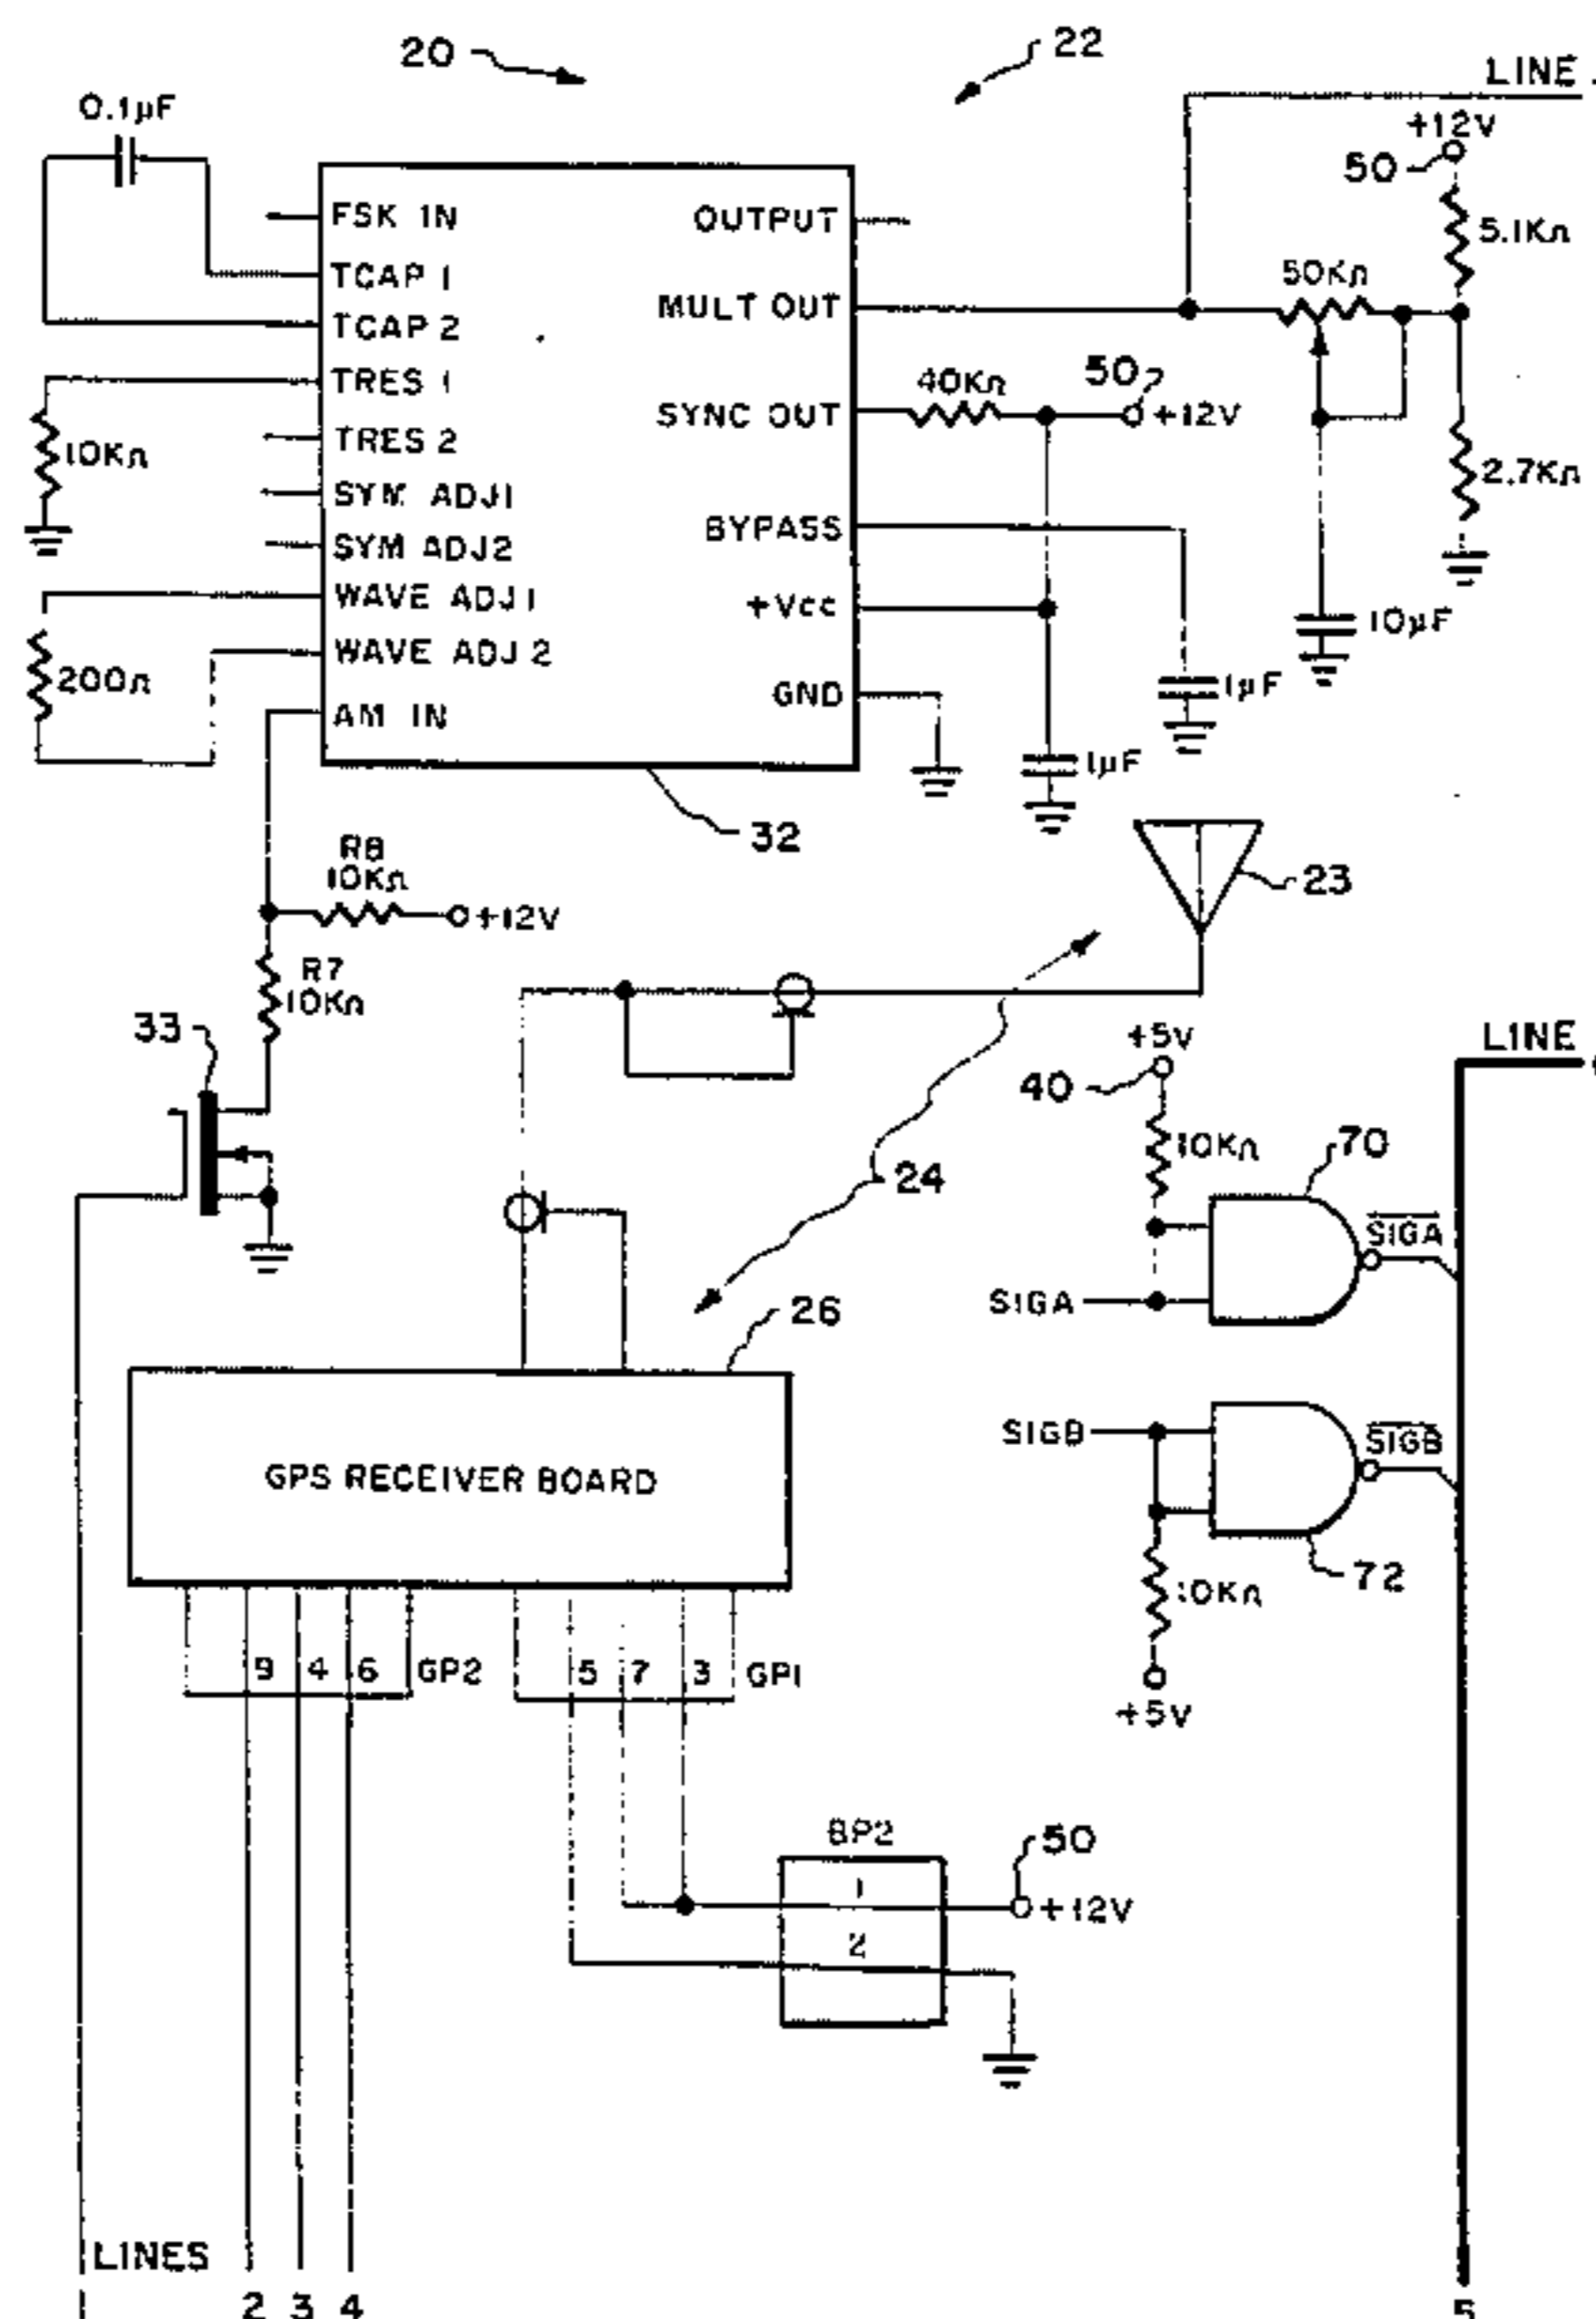 20
22
LINE
0.1µF
+12V
50
5.1KΩ
FSK IN
OUTPUT
50KΩ
TCAP 1
MULT OUT
TCAP 2
TRES 1
40KΩ
50
SYNC OUT
+12V
10KΩ
TRES 2
2.7KΩ
SYM ADJ1
BYPASS
SYM ADJ2
WAVE ADJ1
+Vcc
10µF
WAVE ADJ 2
200Ω
GND
1µF
AM IN
1µF
32
R8
10KΩ
23
+12V
R7
10KΩ
33
+5V
LINE
40
10KΩ
70
24
SIGA
SIGA
26
SIGB
SIGB
GPS RECEIVER BOARD
72
10KΩ
9 4 6 GP2
5 7 3 GP1
+5V
BP2
50
1
+12V
2
LINES
2 3 4
5